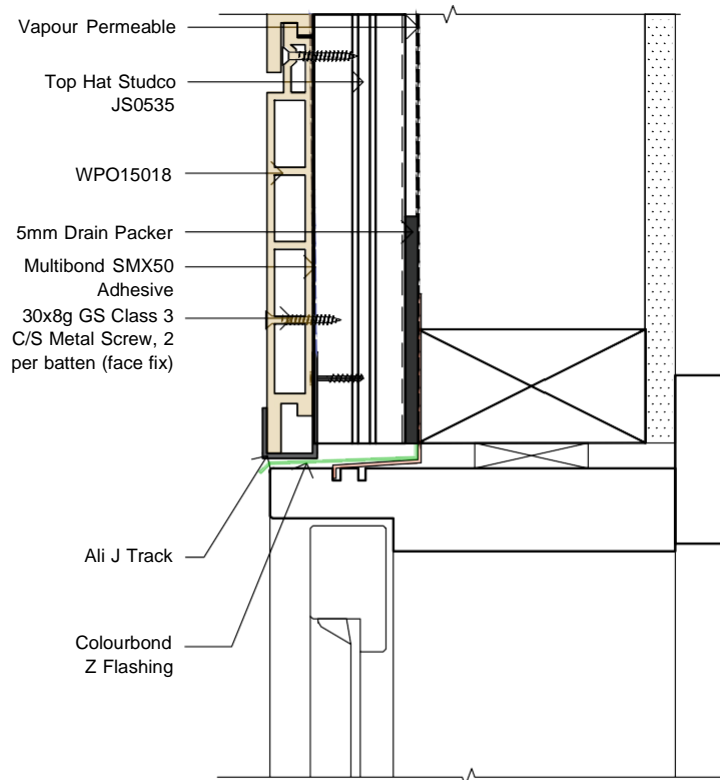 Vapour Permeable
Top Hat Studco
JS0535
WPO15018
5mm Drain Packer
Multibond SMX50
Adhesive
30x8g GS Class 3
C/S Metal Screw, 2
per batten (face fix)
Ali J Track
Colourbond
Z Flashing